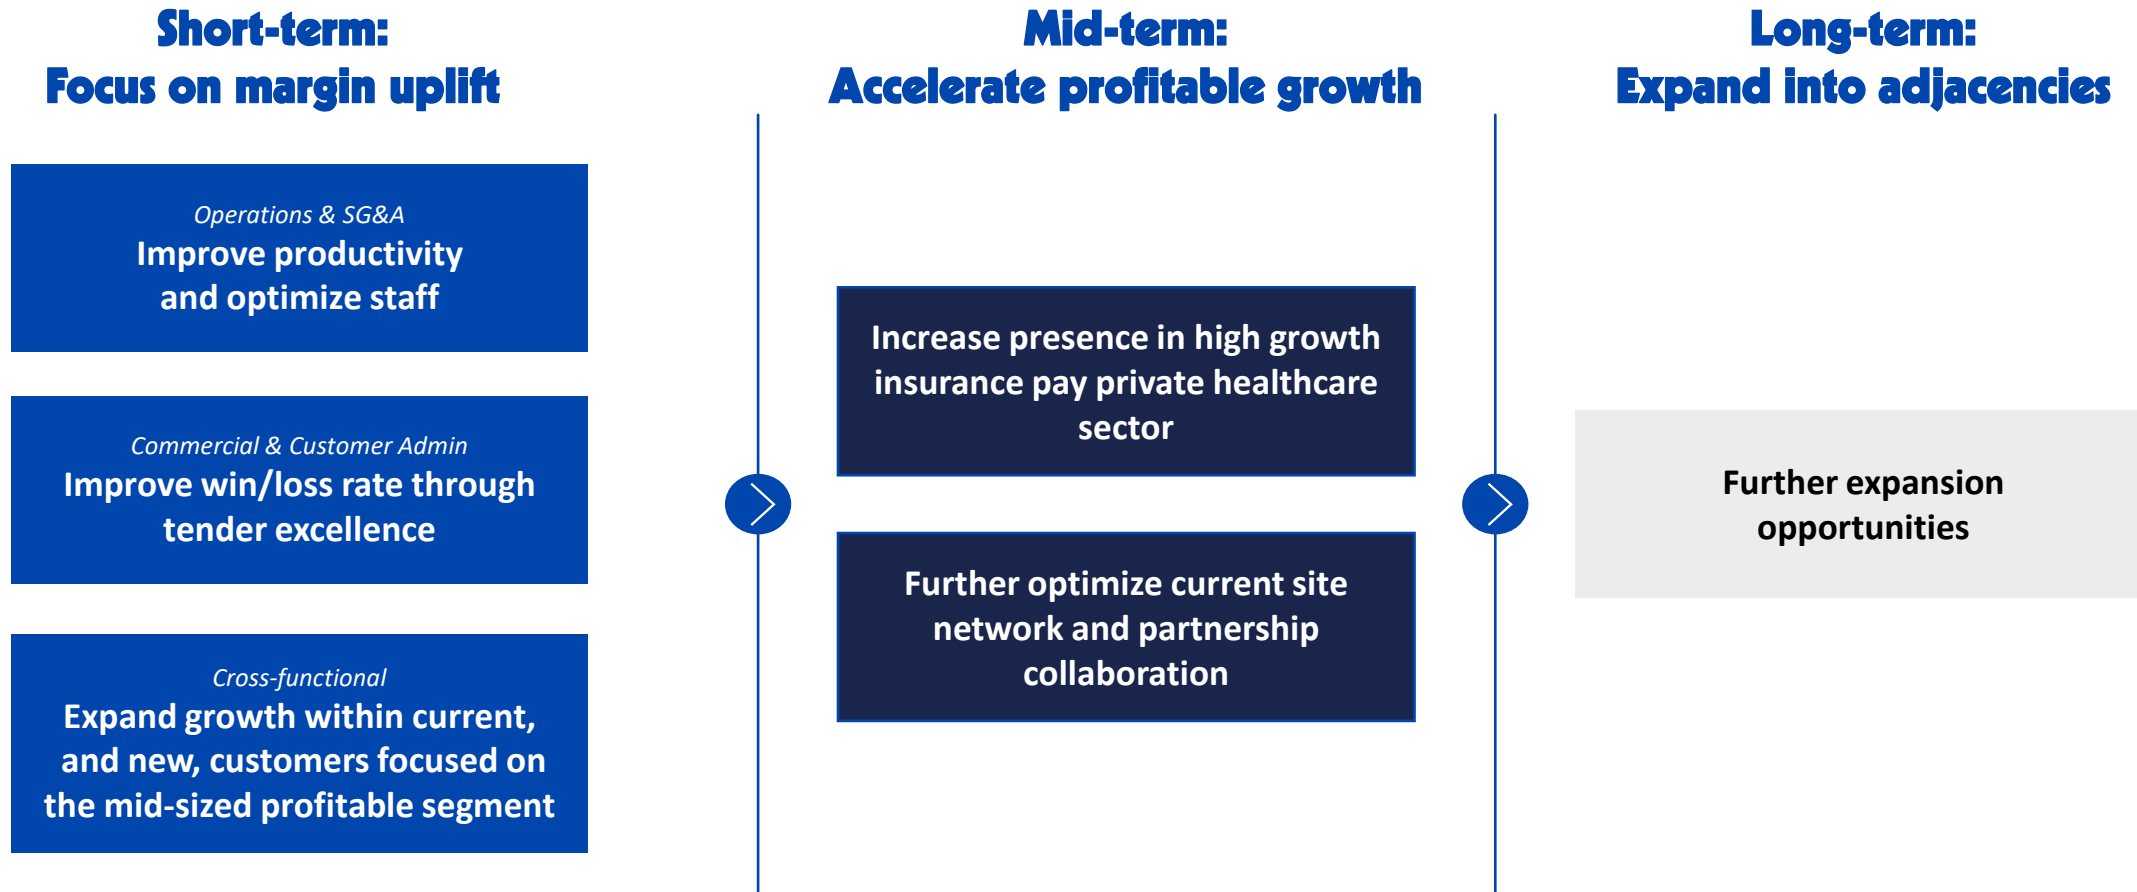 Short-term:
Focus on margin uplift
Operations & SG&A
Improve productivity
and optimize staff
Commercial & Customer Admin
Improve win/loss rate through
tender excellence
Cross-functional
Expand growth within current,
and new, customers focused on
the mid-sized profitable segment
Mid-term:
Accelerate profitable growth
Increase presence in high growth
insurance pay private healthcare
sector
Further optimize current site
network and partnership
collaboration
Long-term:
Expand into adjacencies
Further expansion
opportunities